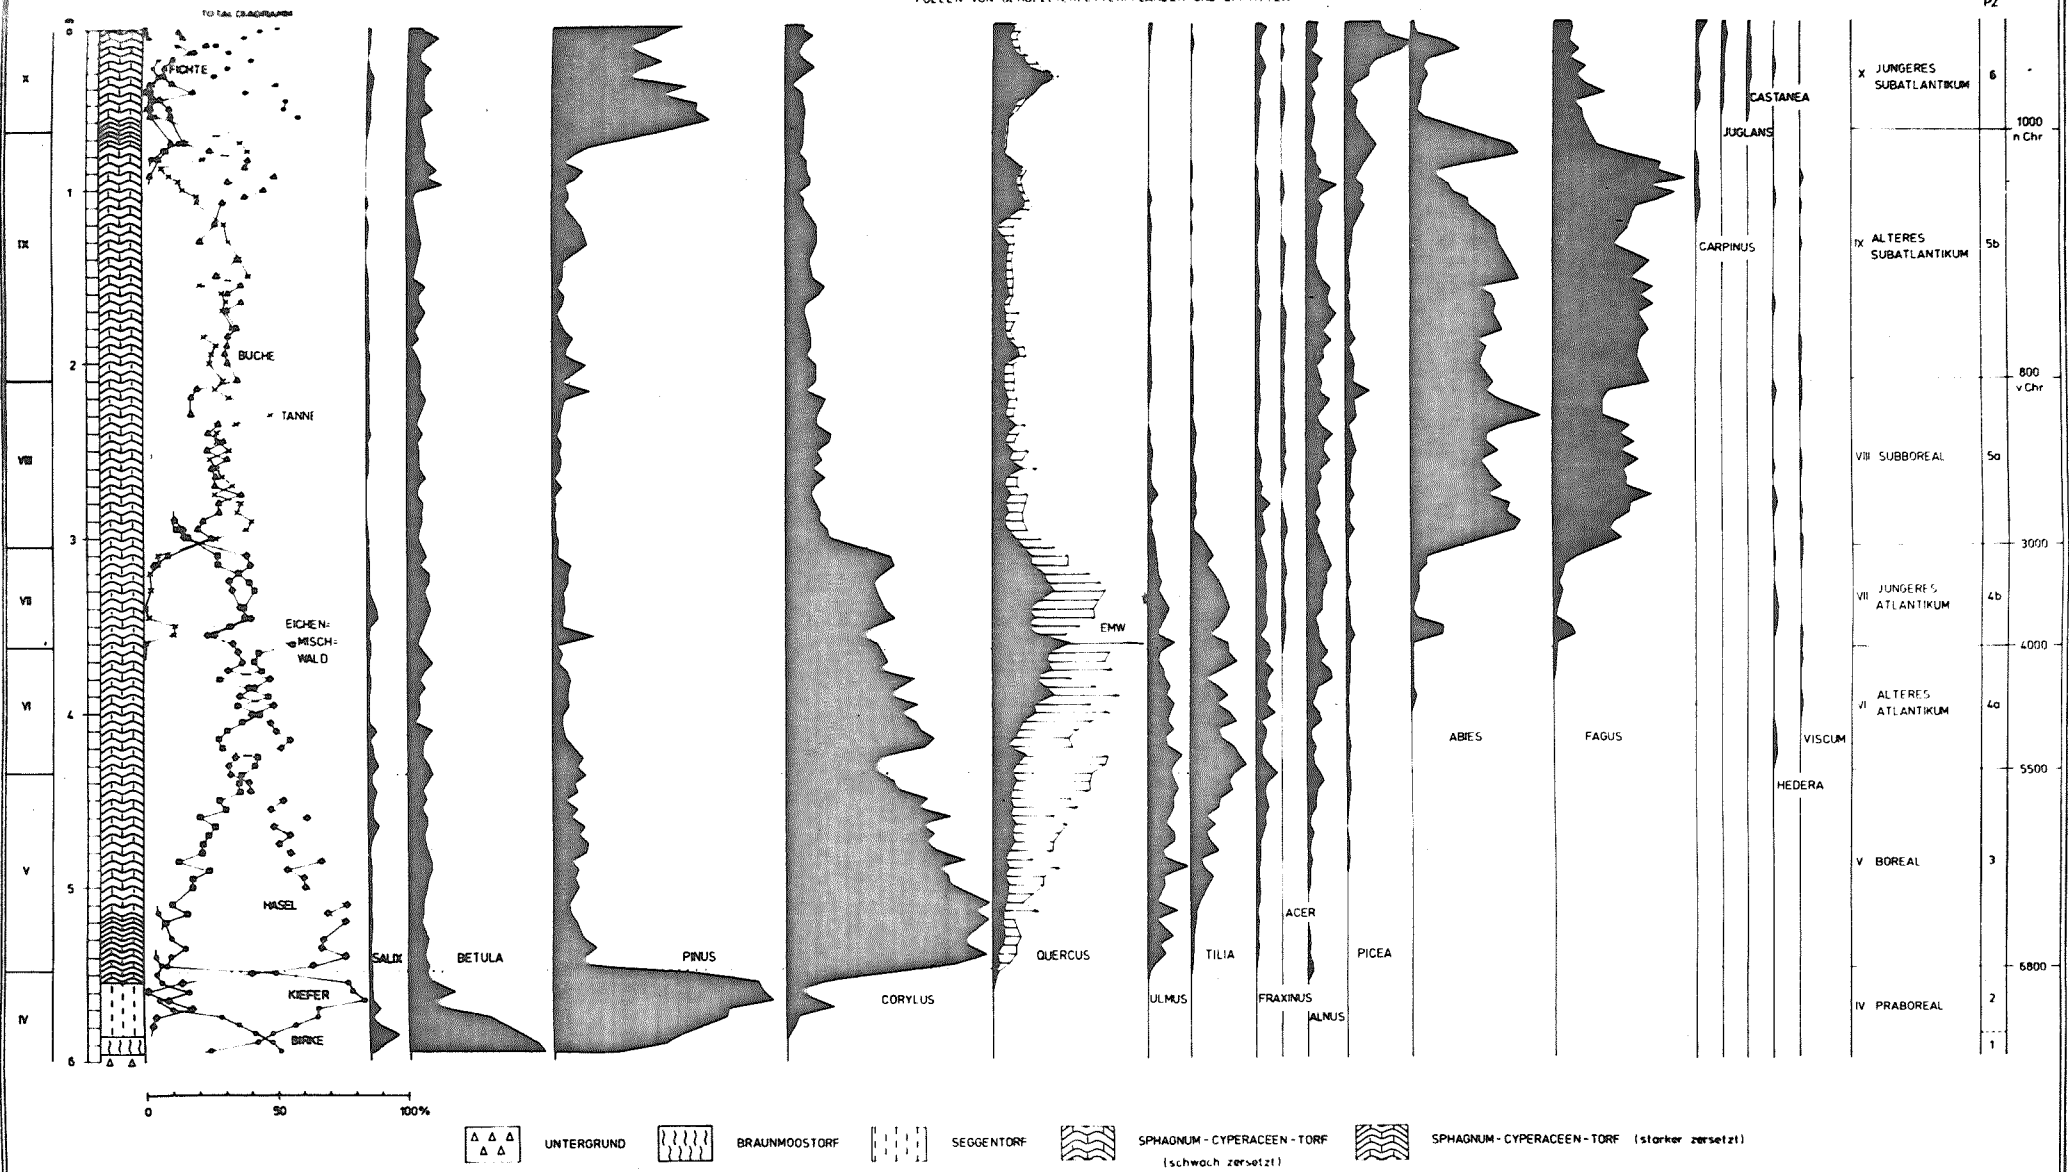 TOTAL DIAGRAMM
PZ
0
1
2
3
4
5
6
X
IX
VIII
VII
VI
V
IV
FICHTE
BUCHE
TANNE
EICHEN=
MISCH=
WALD
HASEL
KIEFER
BIRKE
SALIX
BETULA
PINUS
CORYLUS
QUERCUS
EMW
ULMUS
TILIA
FRAXINUS
ACER
ALNUS
PICEA
ABIES
FAGUS
CARPINUS
JUGLANS
CASTANEA
HEDERA
VISCUM
X JUNGERES
SUBATLANTIKUM
6
1000
n Chr
IX ALTERES
SUBATLANTIKUM
5b
800
v Chr
VIII SUBBOREAL
5a
3000
VII JUNGERES
ATLANTIKUM
4b
4000
VI ALTERES
ATLANTIKUM
4a
5500
V BOREAL
3
6800
IV PRABOREAL
2
1
0 50 100%
UNTERGRUND
BRAUNMOOSTORF
SEGGENTORF
SPHAGNUM - CYPERACEEN - TORF
(schwach zersetzt)
SPHAGNUM - CYPERACEEN - TORF (starker zersetzt)